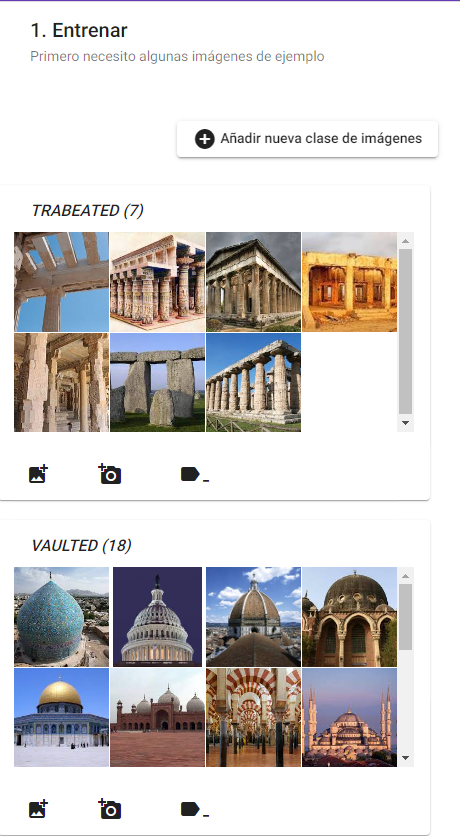 1. Entrenar
Primero necesito algunas imágenes de ejemplo
Añadir nueva clase de imágenes
TRABEATED (7)
VAULTED (18)